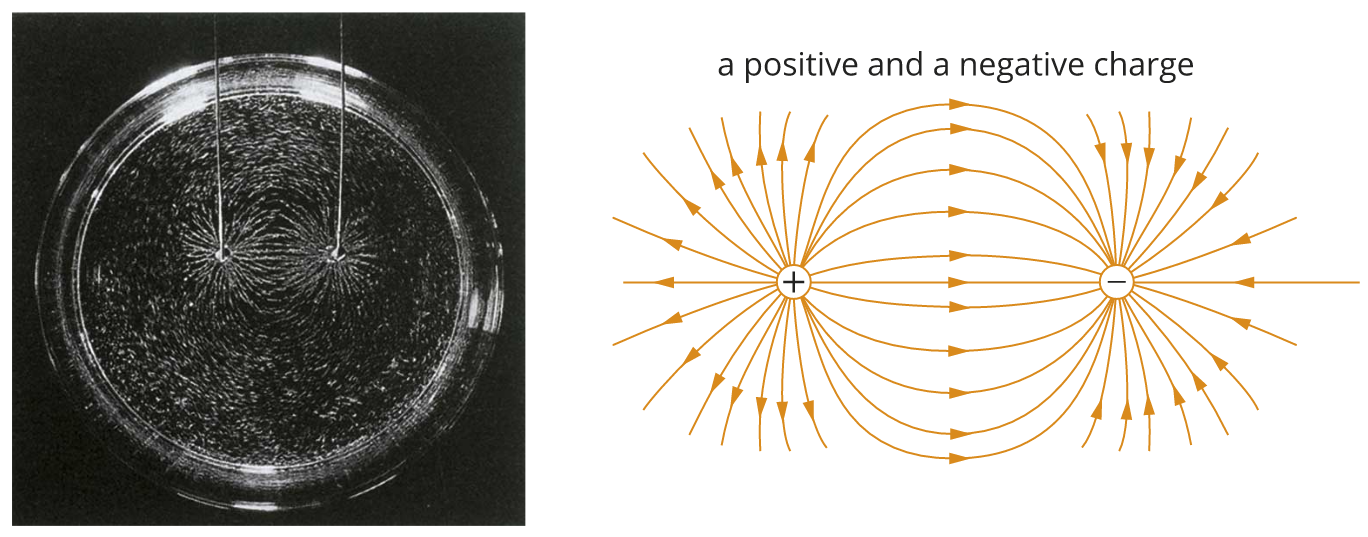 a positive and a negative charge
+
−